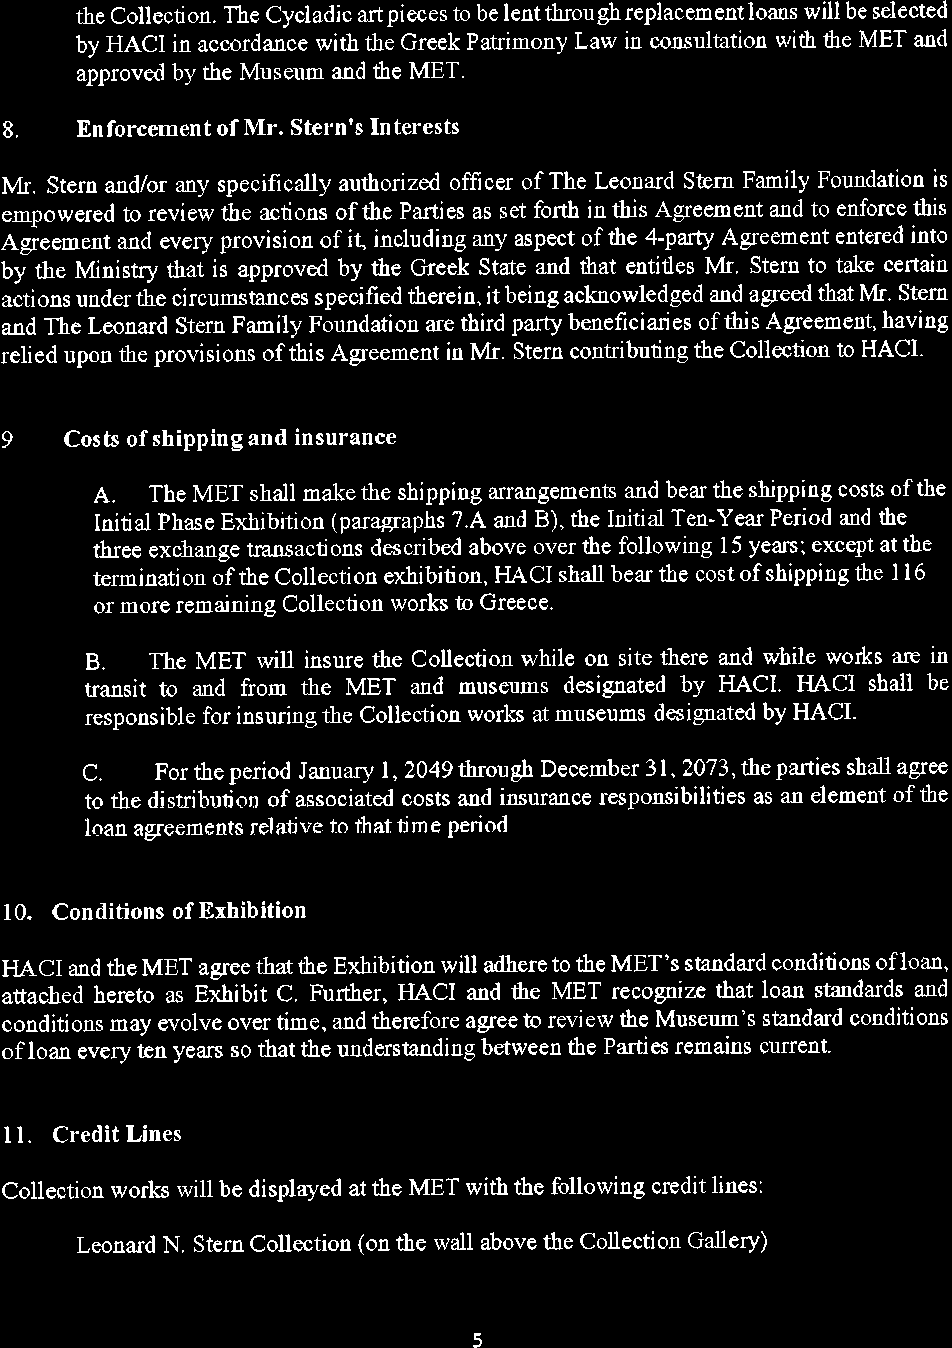 the Collection. The Cycladic art pieces to be lent through replacement loans will be selected
by HACI in accordance with the Greek Patrimony Law in consultation with the MET and
approved by the Museum and the MET.
8. Enforcement of Mr. Stern's Interests
Mr. Stern and/or any specifically authorized officer of The Leonard Stern Family Foundation is
empowered to review the actions of the Parties as set forth in this Agreement and to enforce this
Agreement and every provision of it, including any aspect of the 4-party Agreement entered into
by the Ministry that is approved by the Greek State and that entitles Mr. Stern to take certain
actions under the circumstances specified therein, it being acknowledged and agreed that Mr. Stern
and The Leonard Stern Family Foundation are third party beneficiaries of this Agreement, having
relied upon the provisions of this Agreement in Mr. Stern contributing the Collection to HACI.
9 Costs of shipping and insurance
A. The MET shall make the shipping arrangements and bear the shipping costs of the
Initial Phase Exhibition (paragraphs 7.A and B), the Initial Ten-Year Period and the
three exchange transactions described above over the following 15 years; except at the
termination of the Collection exhibition, HACI shall bear the cost of shipping the 116
or more remaining Collection works to Greece.
B. The MET will insure the Collection while on site there and while works are in
transit to and from the MET and museums designated by HACI. HACI shall be
responsible for insuring the Collection works at museums designated by HACI.
C. For the period January 1, 2049 through December 31, 2073, the parties shall agree
to the distribution of associated costs and insurance responsibilities as an element of the
loan agreements relative to that time period
10. Conditions of Exhibition
HACI and the MET agree that the Exhibition will adhere to the MET's standard conditions of loan,
attached hereto as Exhibit C. Further, HACI and the MET recognize that loan standards and
conditions may evolve over time, and therefore agree to review the Museum's standard conditions
of loan every ten years so that the understanding between the Parties remains current.
11. Credit Lines
Collection works will be displayed at the MET with the following credit lines:
Leonard N. Stern Collection (on the wall above the Collection Gallery)
5